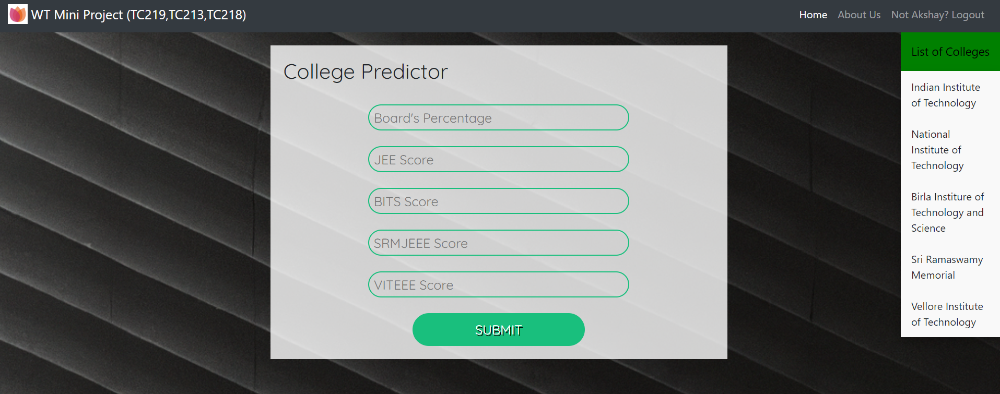 WT Mini Project (TC219,TC213,TC218)
Home
About Us
Not Akshay? Logout
College Predictor
Board's Percentage
JEE Score
BITS Score
SRMJEEE Score
VITEEE Score
SUBMIT
List of Colleges
Indian Institute
of Technology
National
Institute of
Technology
Birla Institure of
Technology and
Science
Sri Ramaswamy
Memorial
Vellore Institute
of Technology